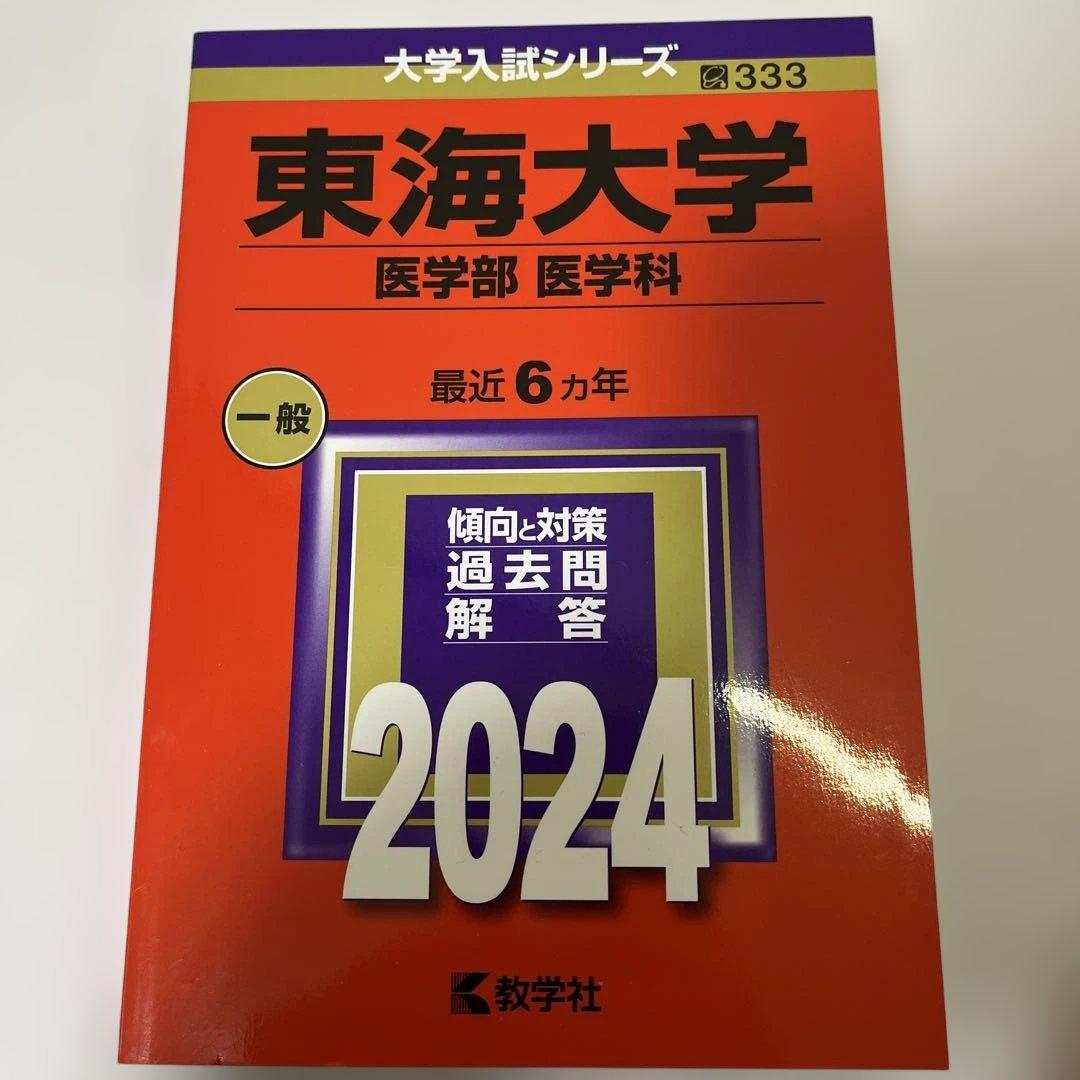 大学入試シリーズ
333
東海大学
医学部 医学科
最近6ヵ年
一般
傾向と対策
過去問
解答
2024
教学社